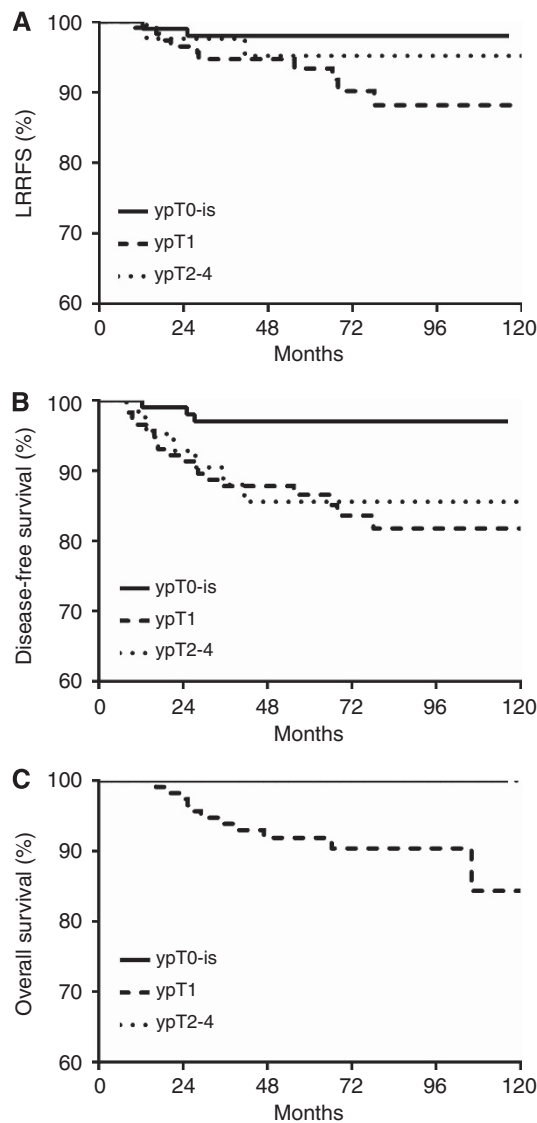 A
LRRFS (%)
100
90
80
70
60
ypT0-is
ypT1
ypT2-4
0 24 48 72 96 120
Months
B
Disease-free survival (%)
100
90
80
70
60
ypT0-is
ypT1
ypT2-4
0 24 48 72 96 120
Months
C
Overall survival (%)
100
90
80
70
60
ypT0-is
ypT1
ypT2-4
0 24 48 72 96 120
Months